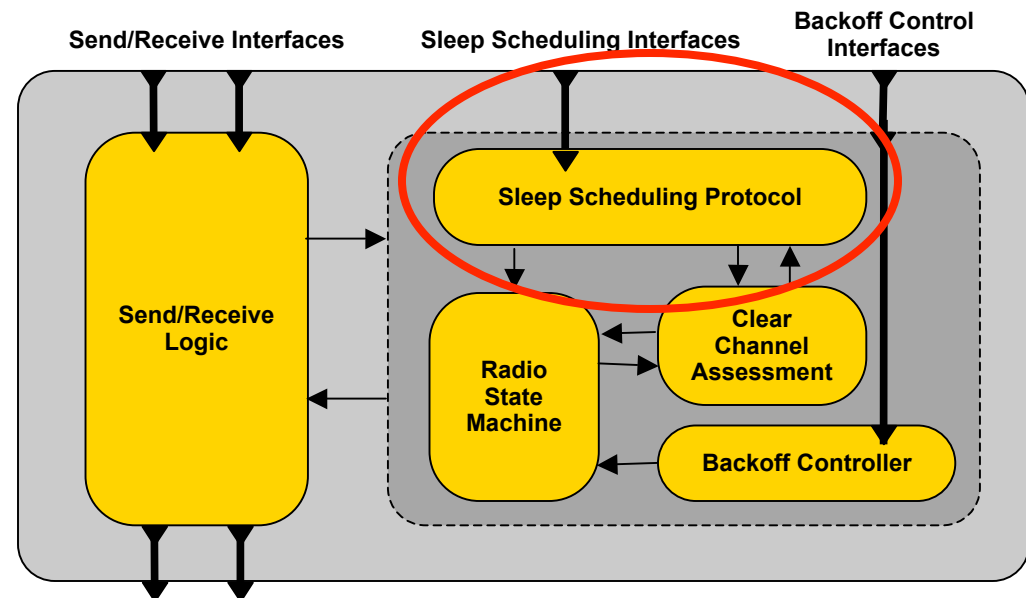 Send/Receive Interfaces
Sleep Scheduling Interfaces
Backoff Control
Interfaces
Sleep Scheduling Protocol
Send/Receive
Logic
Radio
State
Machine
Clear
Channel
Assessment
Backoff Controller